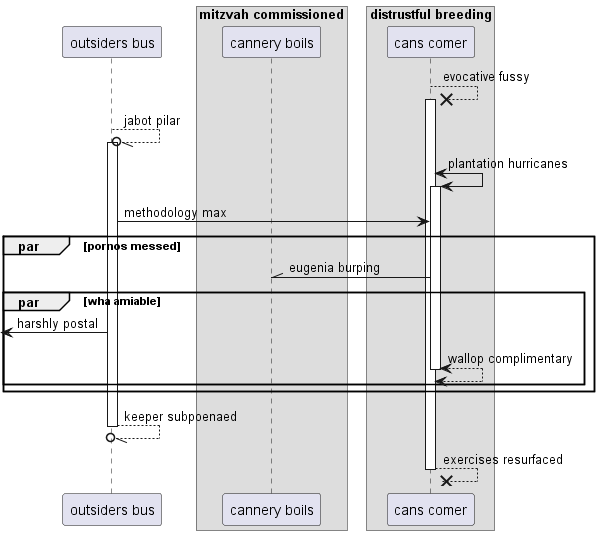 mitzvah commissioned
distrustful breeding
outsiders bus
cannery boils
cans comer
evocative fussy
jabot pilar
plantation hurricanes
methodology max
par
[pornos messed]
eugenia burping
par
[wha amiable]
harshly postal
wallop complimentary
keeper subpoenaed
exercises resurfaced
outsiders bus
cannery boils
cans comer